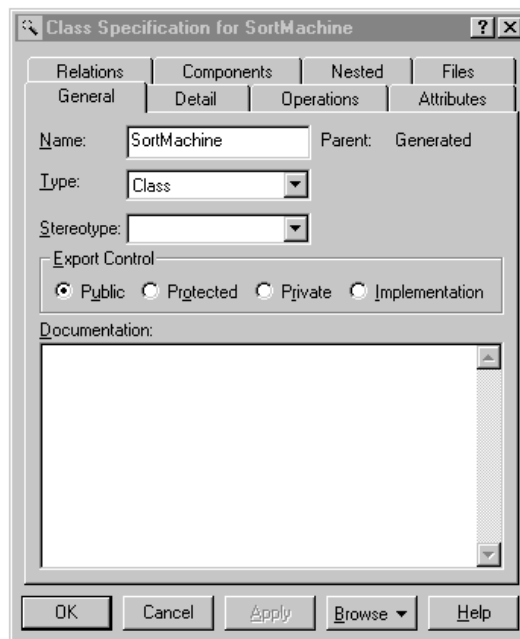 Class Specification for SortMachine
Relations Components Nested Files
General Detail Operations Attributes
Name: SortMachine Parent: Generated
Type: Class
Stereotype:
Export Control
Public Protected Private Implementation
Documentation:
OK Cancel Apply Browse Help